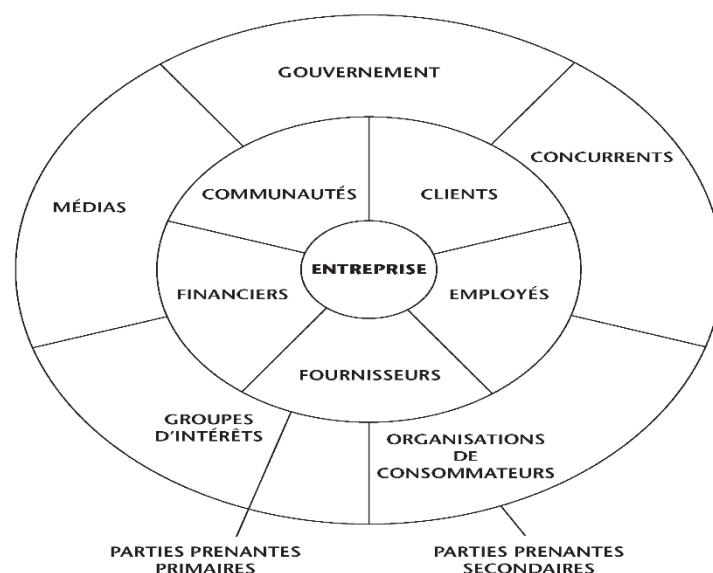 GOUVERNEMENT
CONCURRENTS
COMMUNAUTÉS
CLIENTS
MÉDIAS
ENTREPRISE
FINANCIERS
EMPLOYÉS
FOURNISSEURS
GROUPES
D'INTÉRÊTS
ORGANISATIONS
DE
CONSOMMATEURS
PARTIES PRENANTES
PRIMAIRES
PARTIES PRENANTES
SECONDAIRES